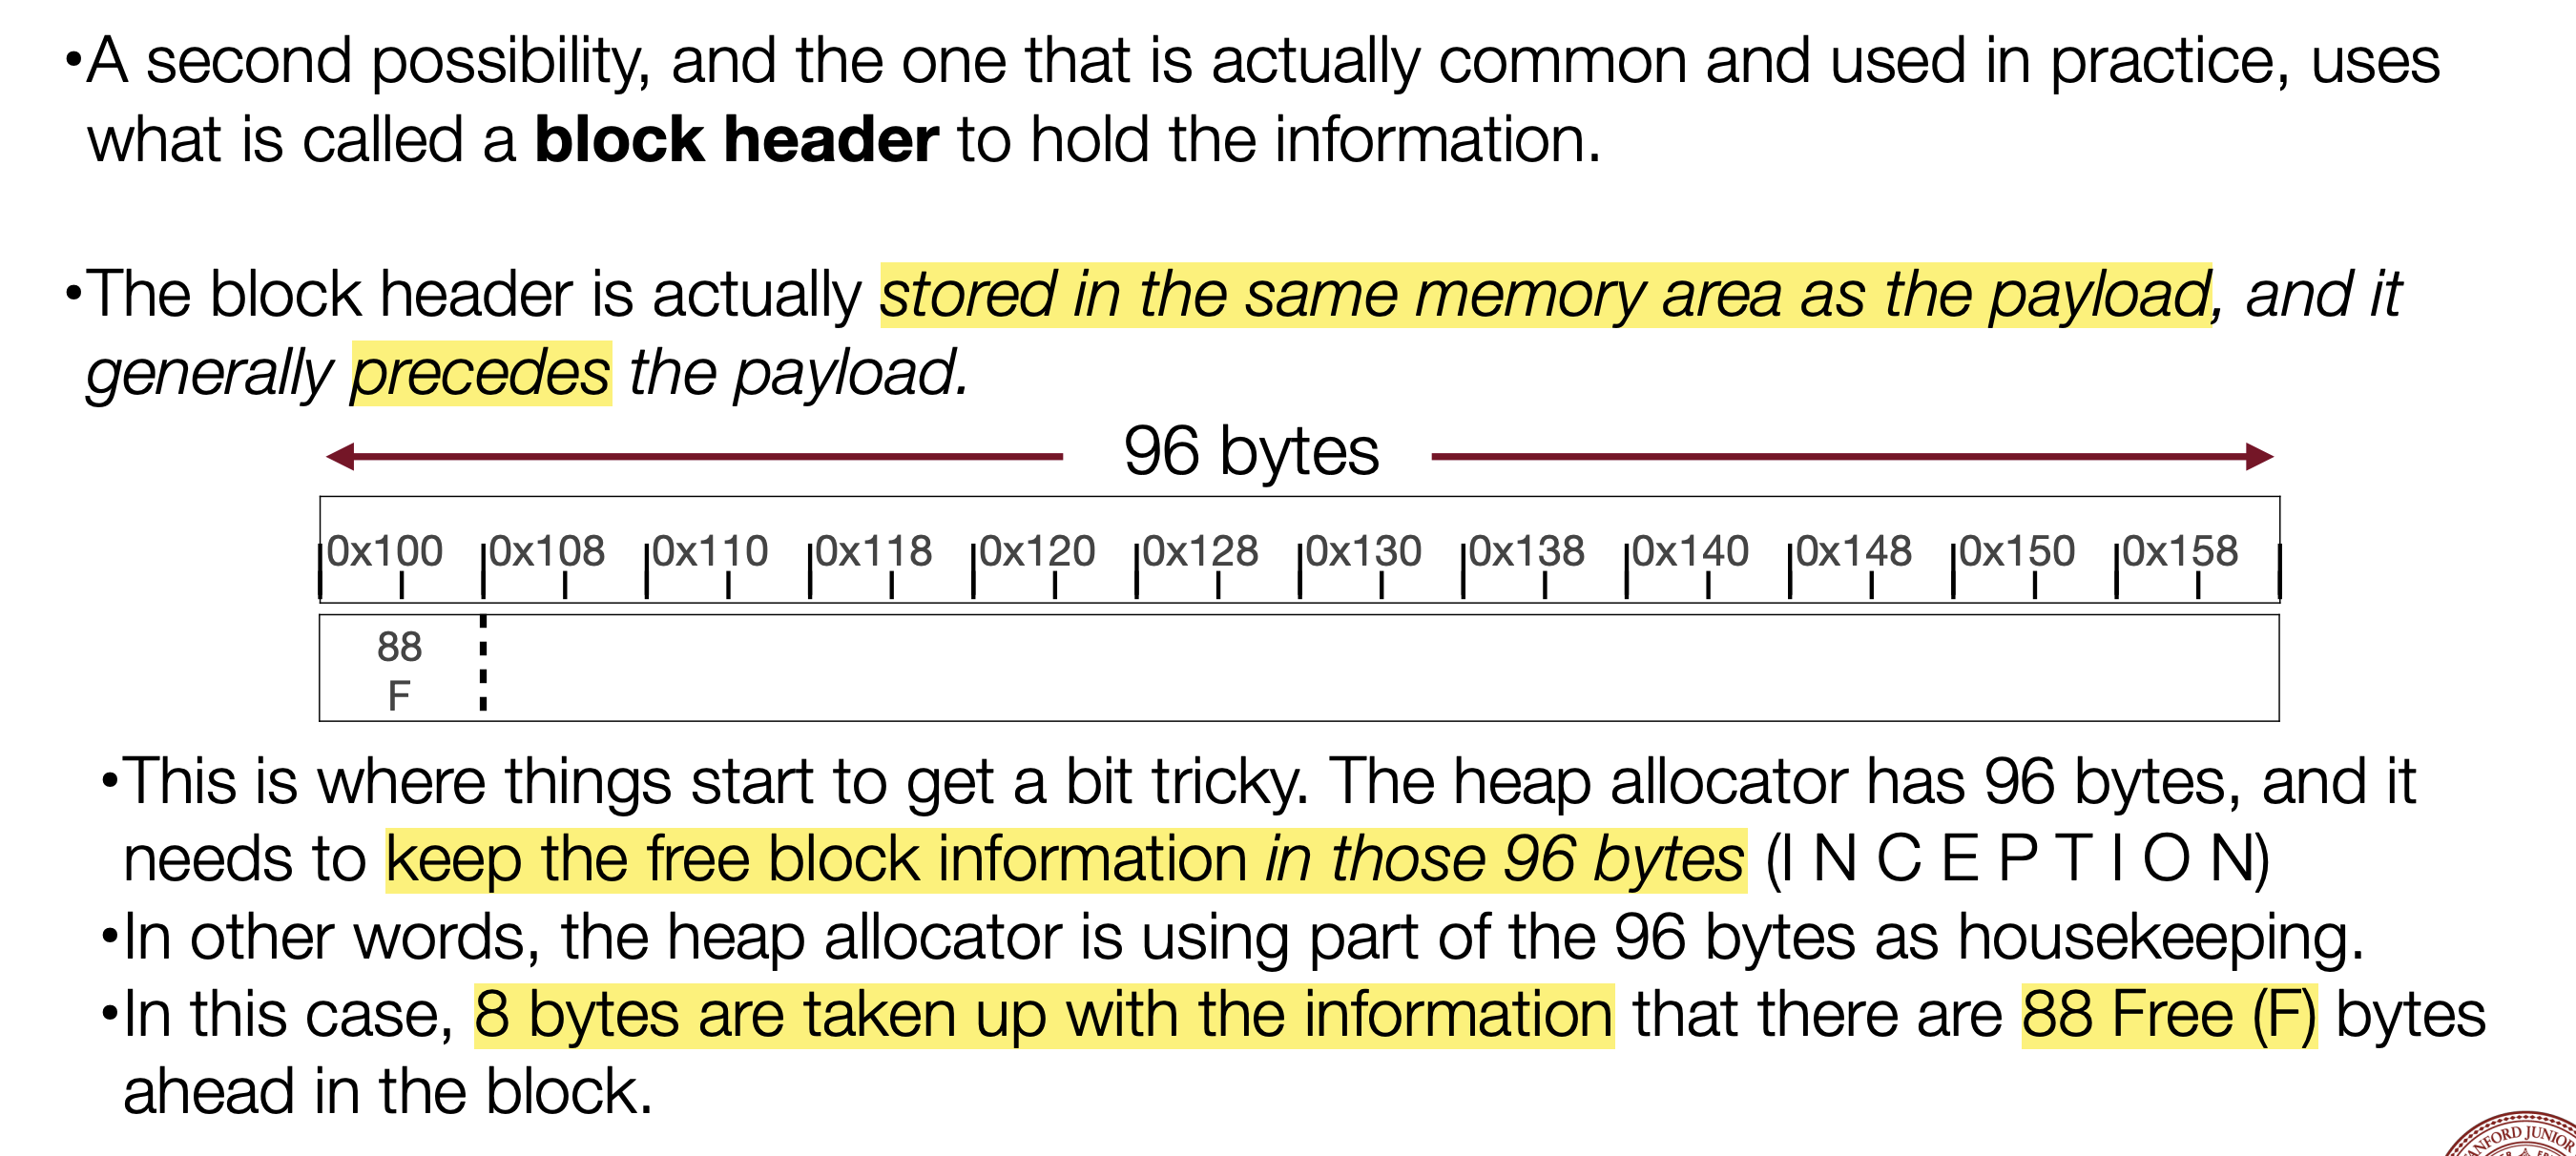 •A second possibility, and the one that is actually common and used in practice, uses
what is called a block header to hold the information.
•The block header is actually stored in the same memory area as the payload, and it
generally precedes the payload.
96 bytes
0x100 0x108 0x110 0x118 0x120 0x128 0x130 0x138 0x140 0x148 0x150 0x158
88
F
•This is where things start to get a bit tricky. The heap allocator has 96 bytes, and it
needs to keep the free block information in those 96 bytes (I N C E P T I O N)
•In other words, the heap allocator is using part of the 96 bytes as housekeeping.
•In this case, 8 bytes are taken up with the information that there are 88 Free (F) bytes
ahead in the block.
JUNIOR